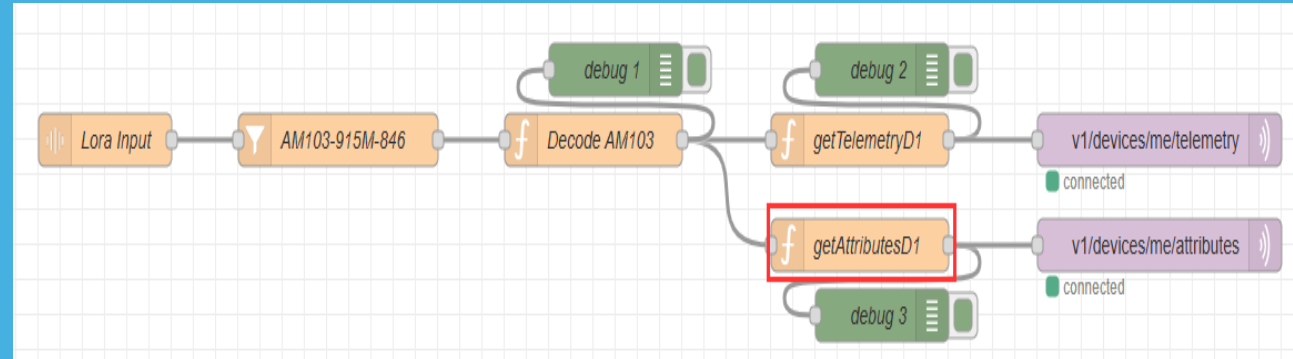 debug 1
debug 2
Lora Input
AM103-915M-846
Decode AM103
getTelemetryD1
v1/devices/me/telemetry
connected
getAttributesD1
v1/devices/me/attributes
connected
debug 3